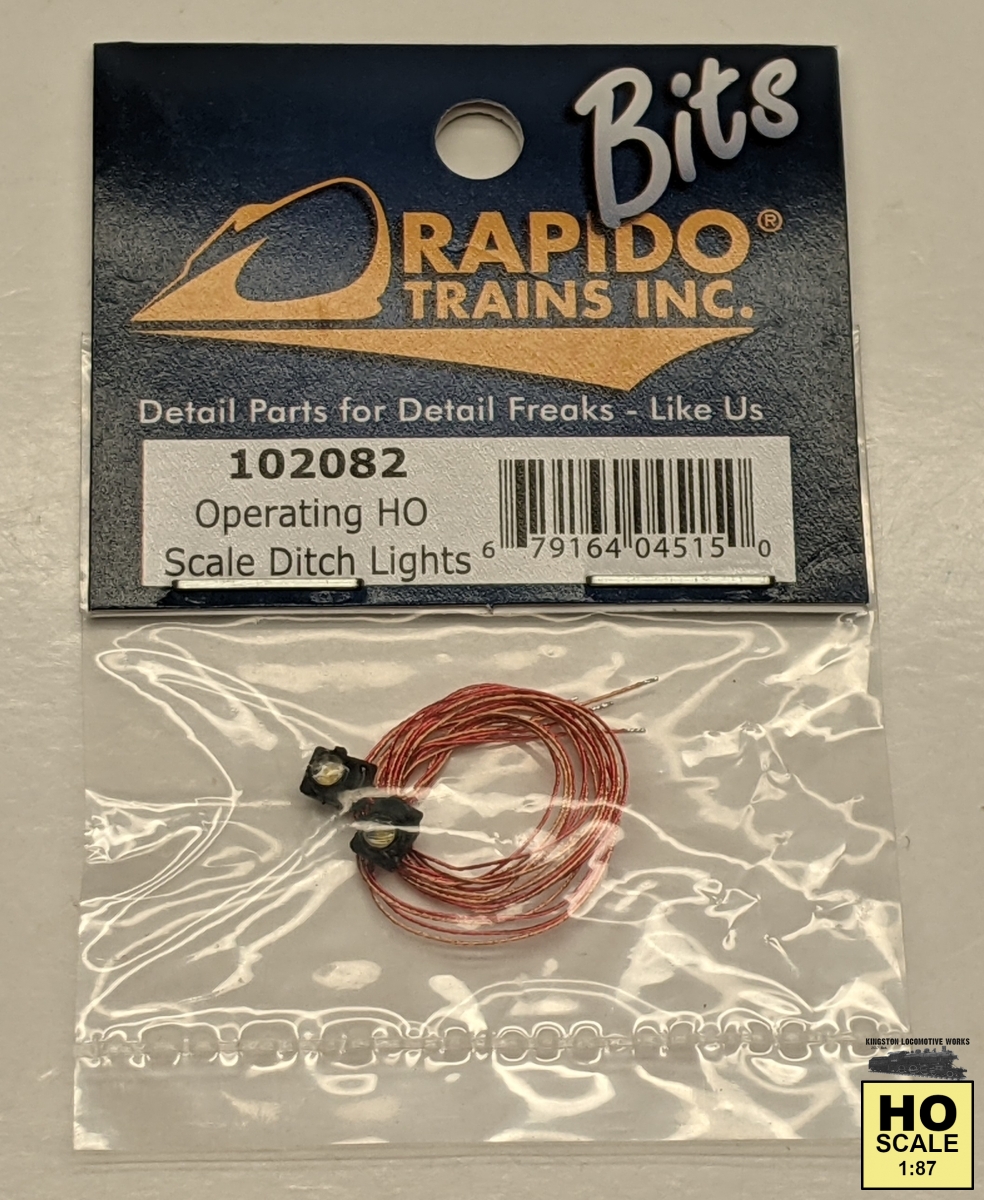 Bits
RAPIDO®
TRAINS INC.
Detail Parts for Detail Freaks - Like Us
102082
Operating HO
Scale Ditch Lights
6 79164 04515 0
KINGSTON LOCOMOTIVE WORKS
HO
SCALE
1:87